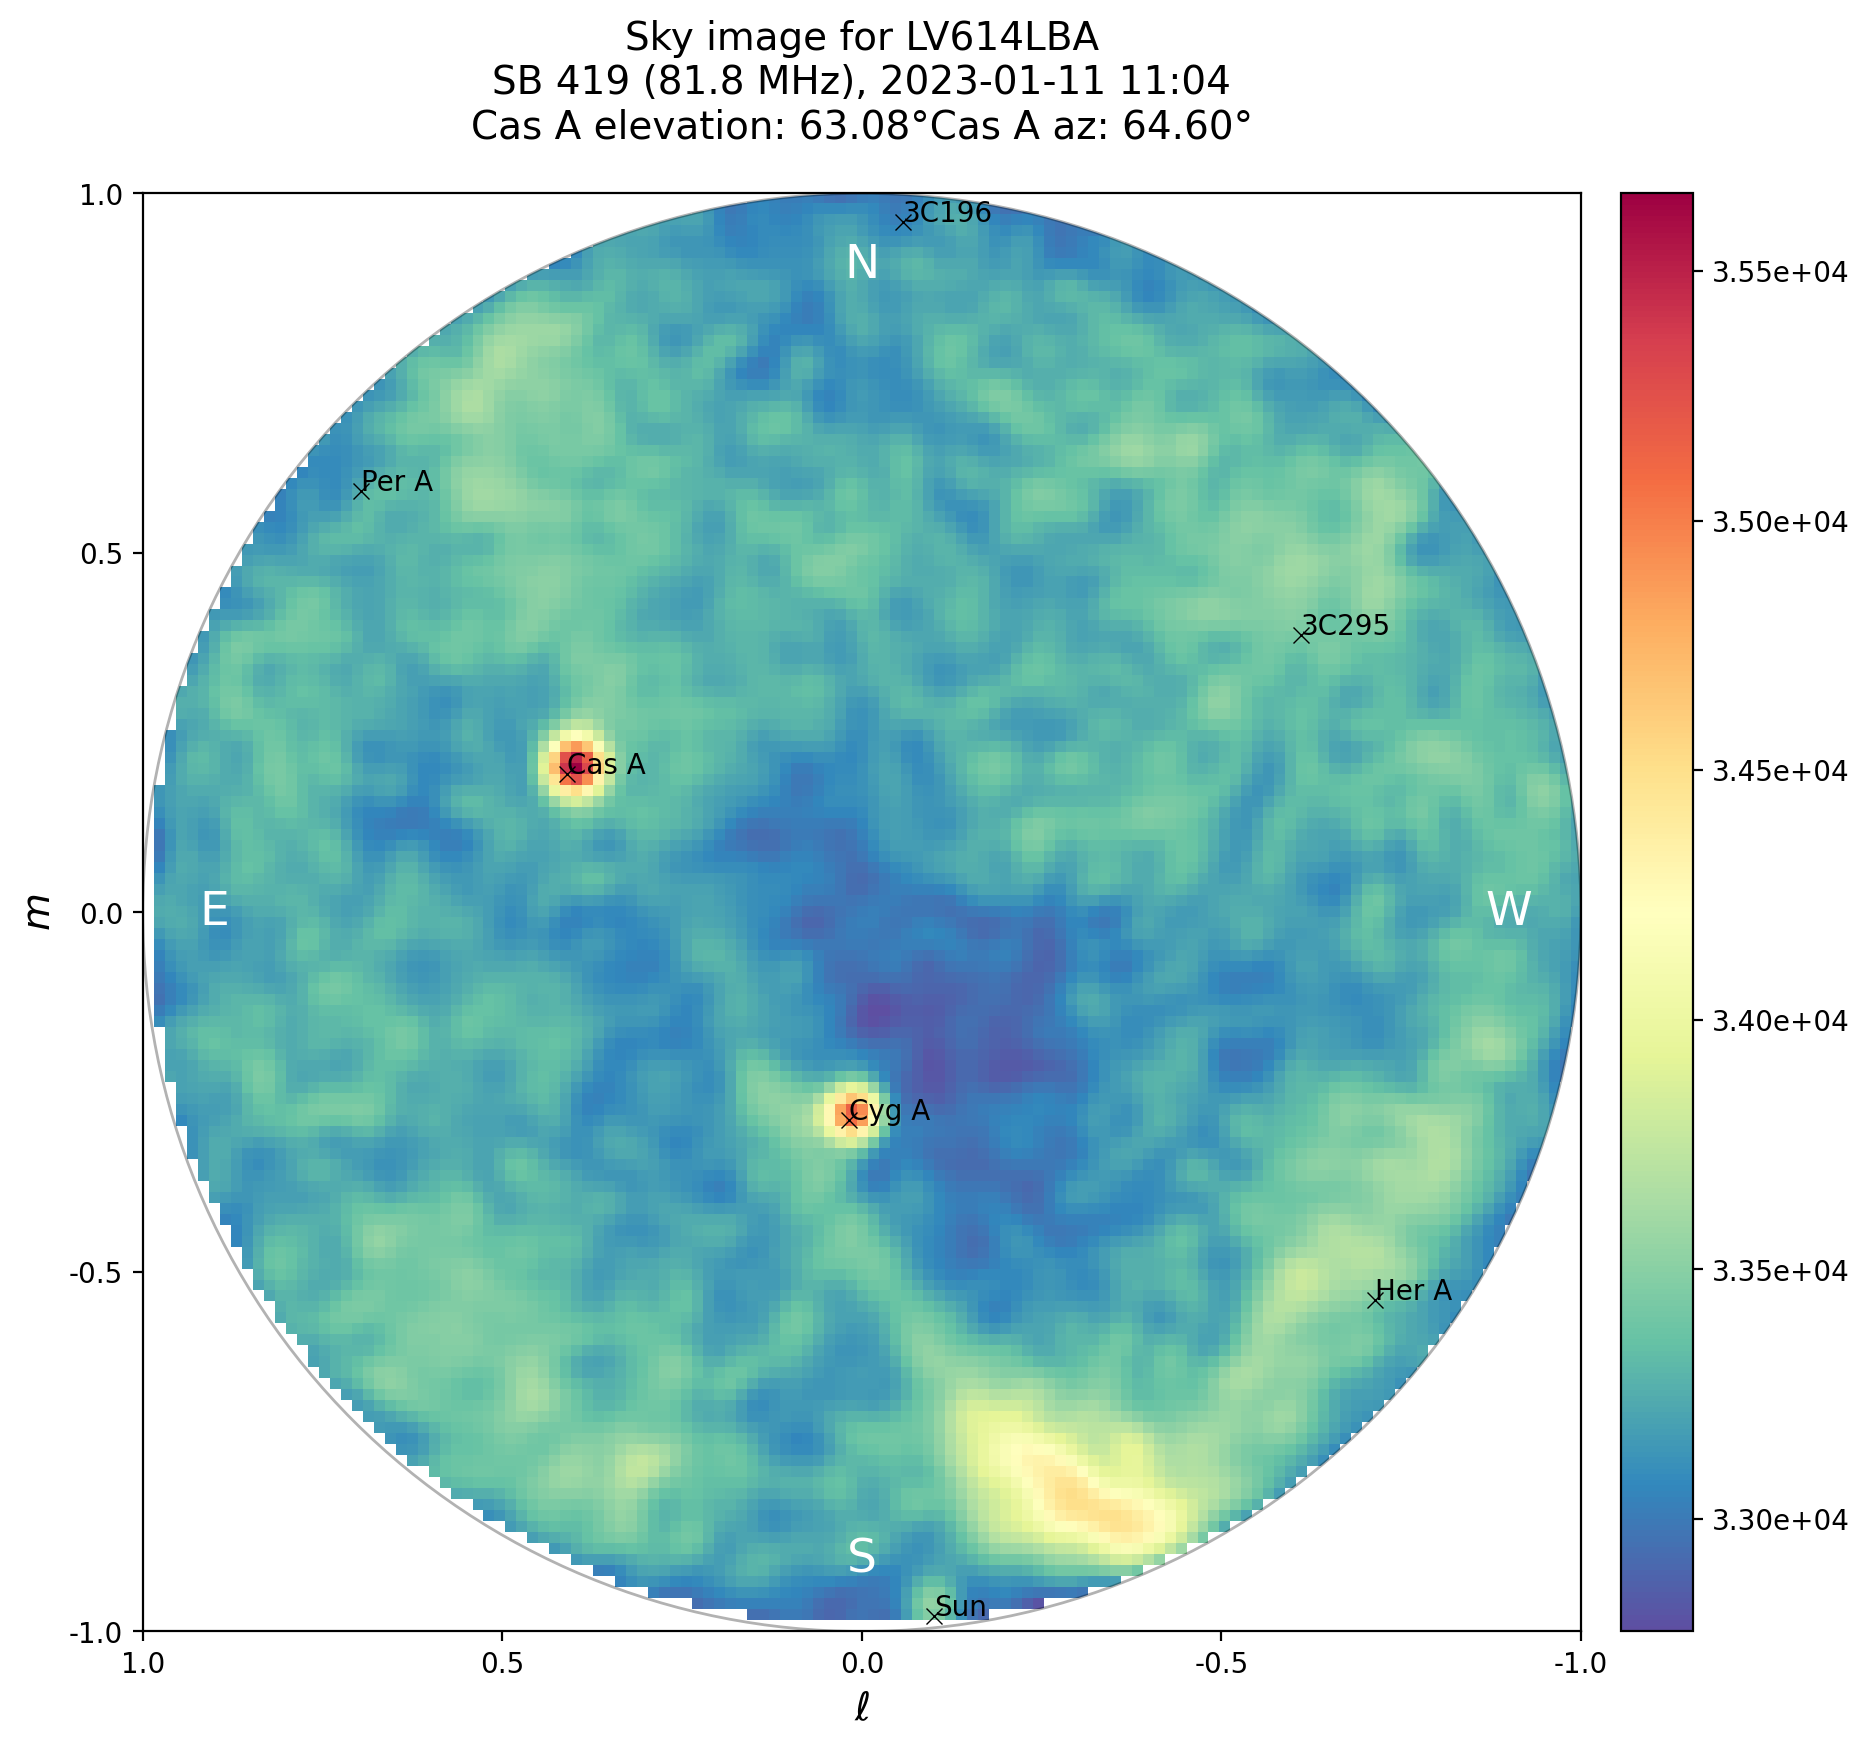 Sky image for LV614LBA
SB 419 (81.8 MHz), 2023-01-11 11:04
Cas A elevation: 63.08°Cas A az: 64.60°
1.0
3C196
N
3.55e+04
Per A
3.50e+04
0.5
3C295
Cas A
3.45e+04
m
0.0
E
W
3.40e+04
Cyg A
-0.5
Her A
3.35e+04
3.30e+04
S
Sun
-1.0
1.0
0.5
0.0
-0.5
-1.0
ℓ